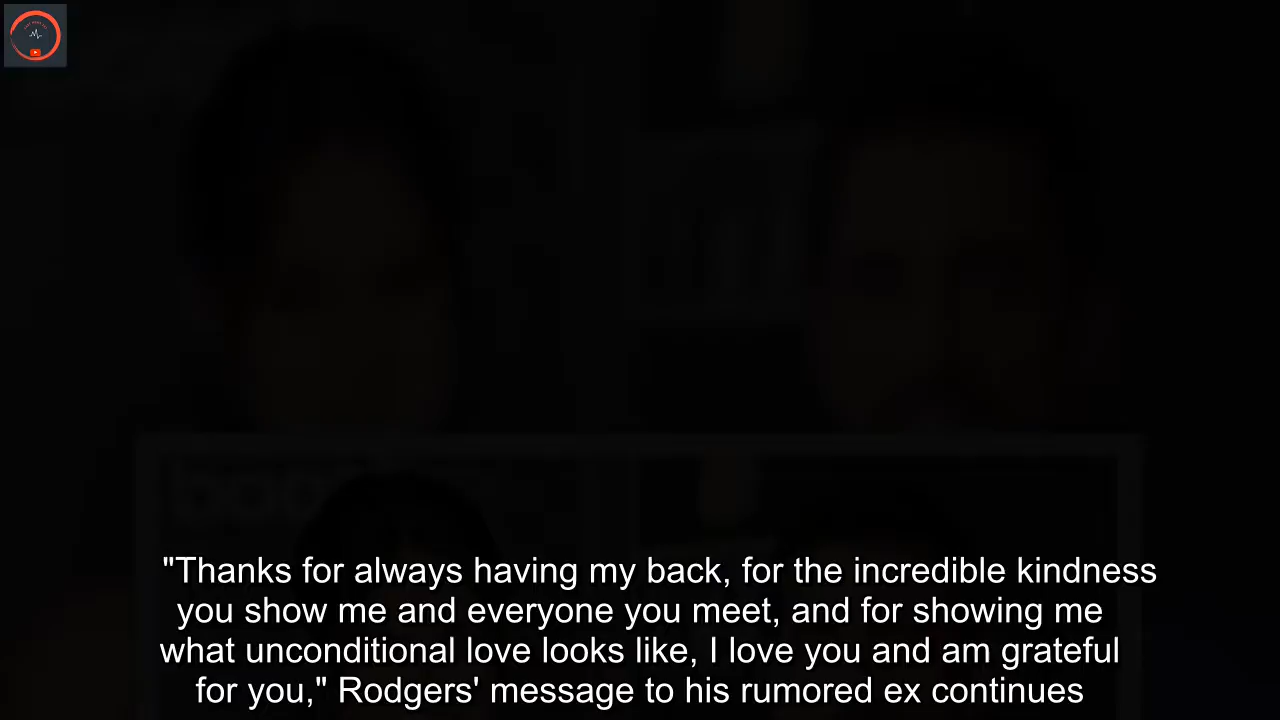 "Thanks for always having my back, for the incredible kindness
you show me and everyone you meet, and for showing me
what unconditional love looks like, I love you and am grateful
for you," Rodgers' message to his rumored ex continues